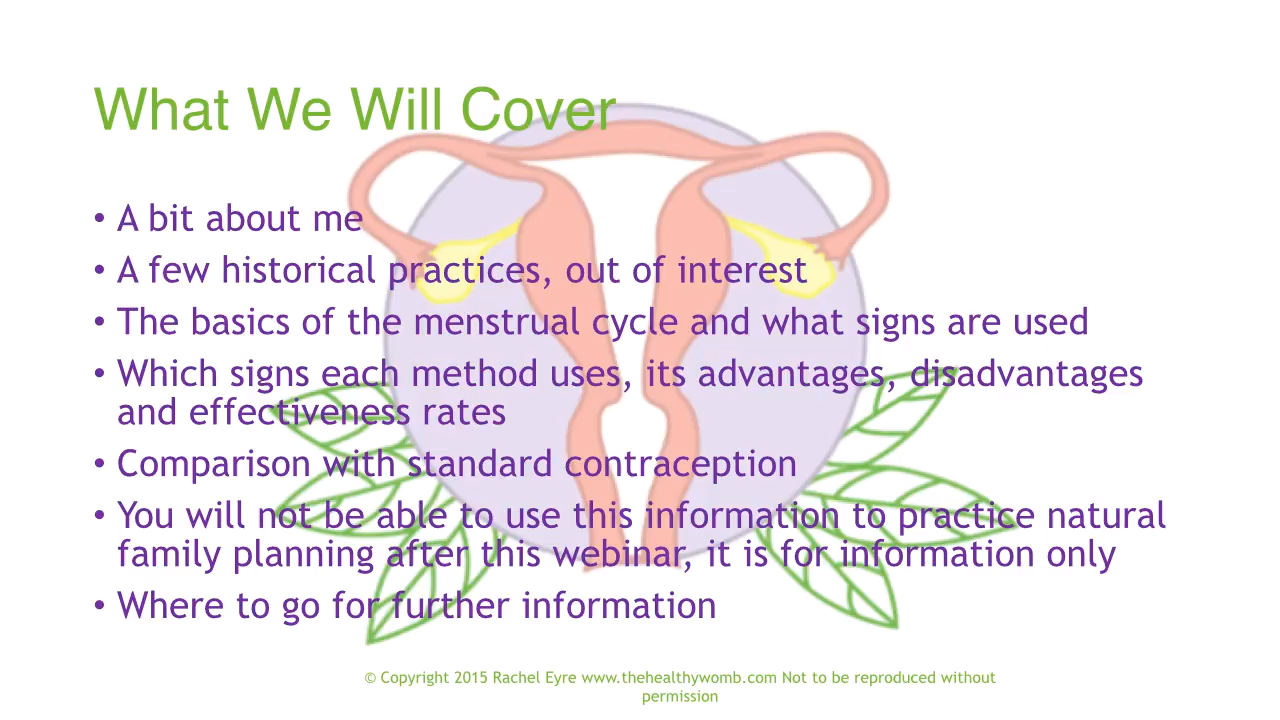 What We Will Cover
• A bit about me
• A few historical practices, out of interest
• The basics of the menstrual cycle and what signs are used
• Which signs each method uses, its advantages, disadvantages
and effectiveness rates
• Comparison with standard contraception
• You will not be able to use this information to practice natural
family planning after this webinar, it is for information only
• Where to go for further information
© Copyright 2015 Rachel Eyre www.thehealthywomb.com Not to be reproduced without
permission